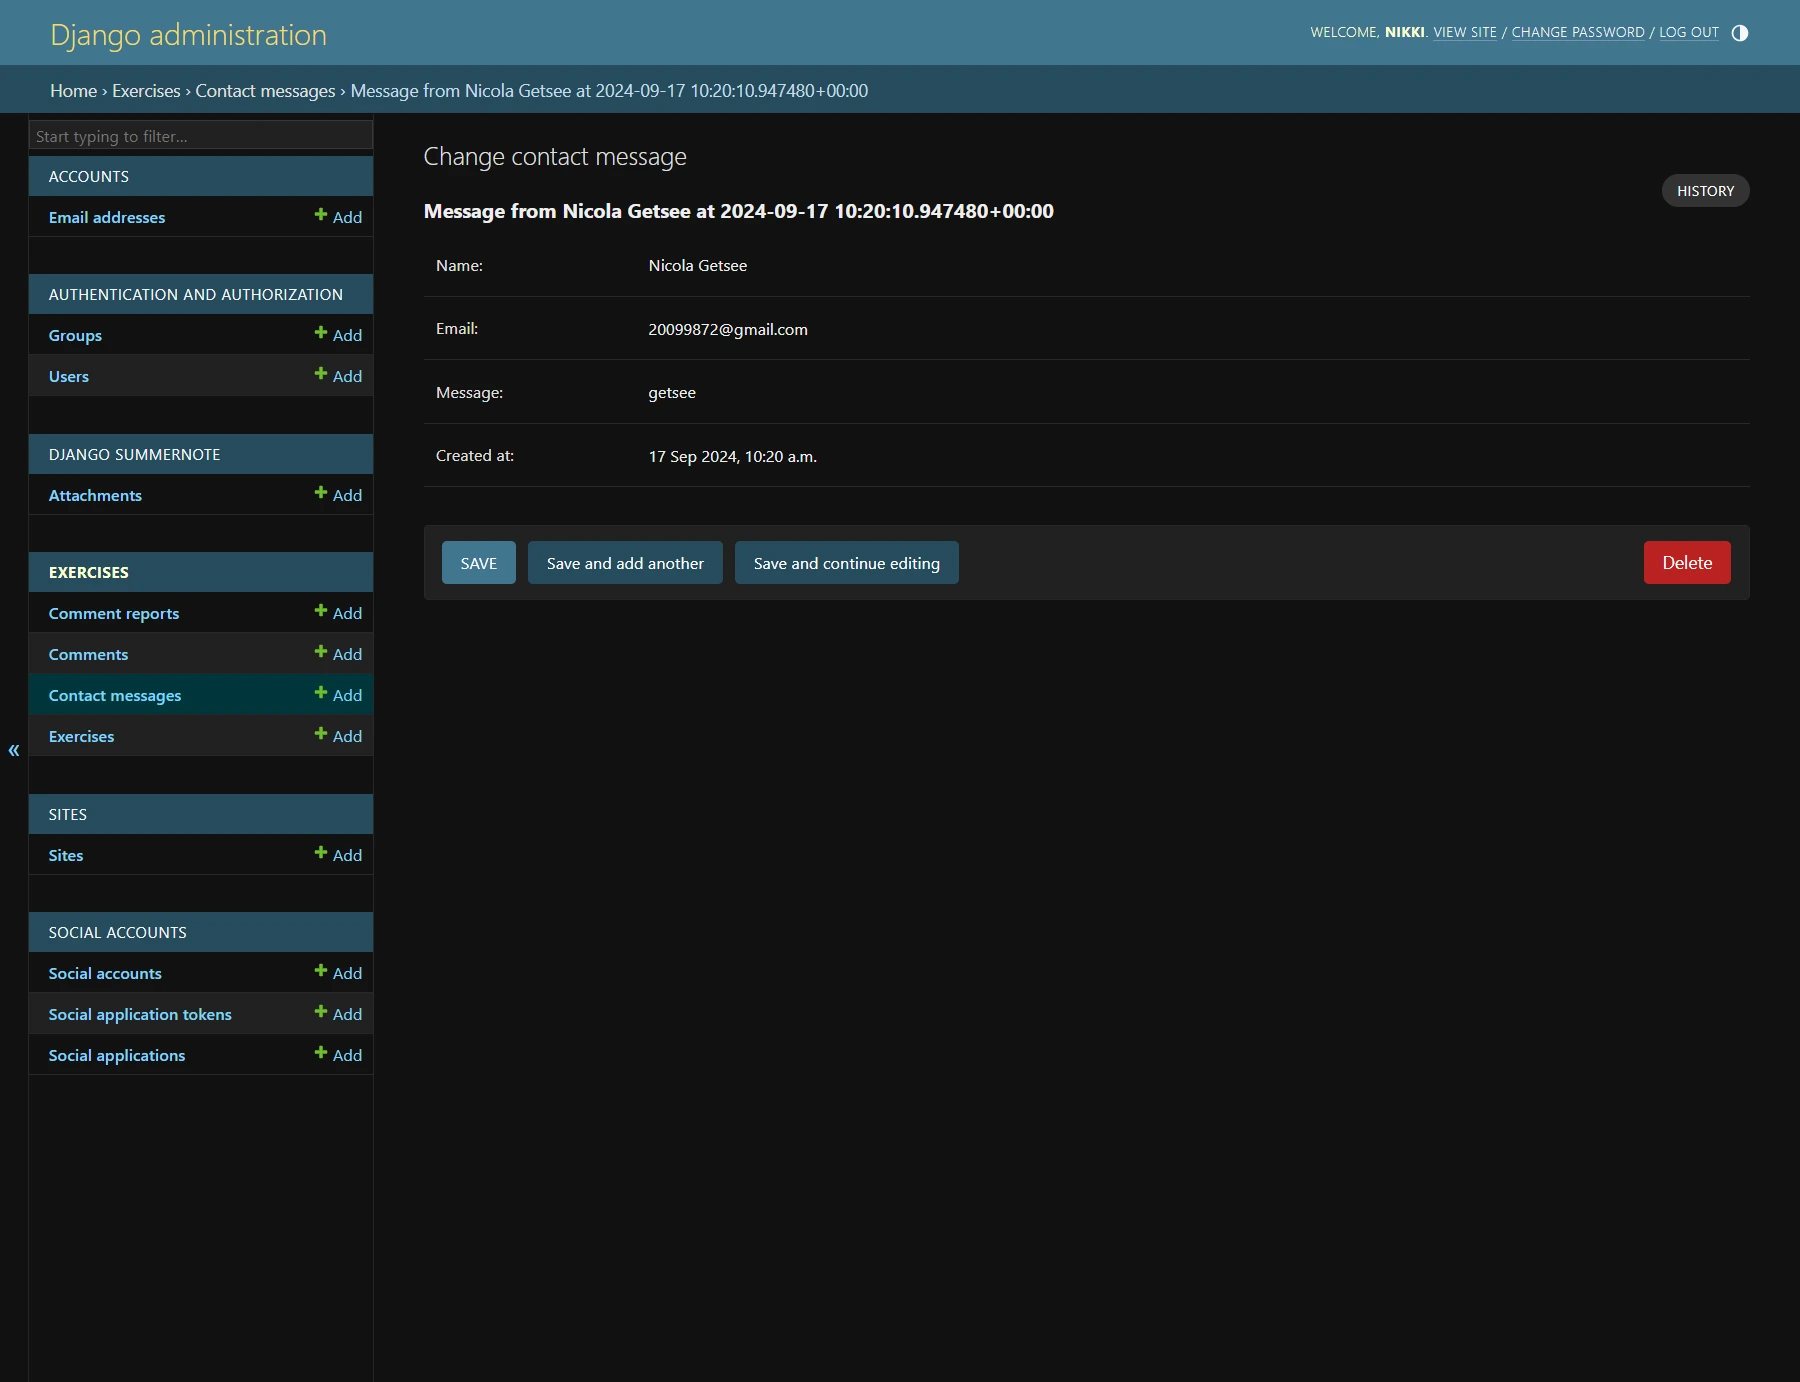 Django administration
WELCOME, NIKKI. VIEW SITE / CHANGE PASSWORD / LOG OUT
Home › Exercises › Contact messages › Message from Nicola Getsee at 2024-09-17 10:20:10.947480+00:00
Start typing to filter...
ACCOUNTS
Email addresses + Add
AUTHENTICATION AND AUTHORIZATION
Groups + Add
Users + Add
DJANGO SUMMERNOTE
Attachments + Add
EXERCISES
Comment reports + Add
Comments + Add
Contact messages + Add
Exercises + Add
«
SITES
Sites + Add
SOCIAL ACCOUNTS
Social accounts + Add
Social application tokens + Add
Social applications + Add
Change contact message
HISTORY
Message from Nicola Getsee at 2024-09-17 10:20:10.947480+00:00
Name: Nicola Getsee
Email: 20099872@gmail.com
Message: getsee
Created at: 17 Sep 2024, 10:20 a.m.
SAVE Save and add another Save and continue editing Delete